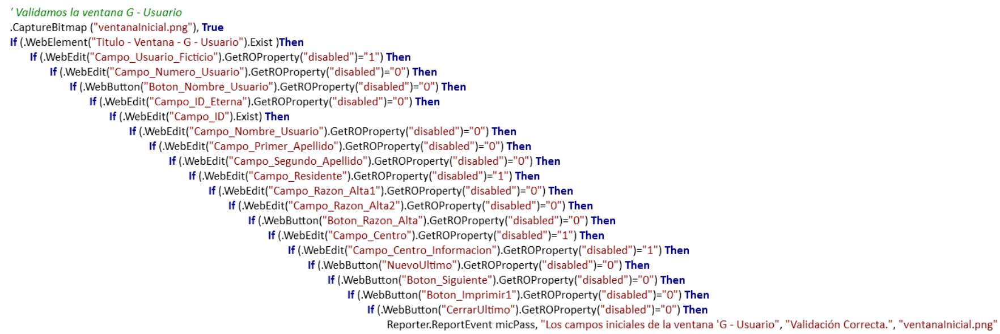 ' Validamos la ventana G - Usuario
.CaptureBitmap ("ventanaInicial.png"), True
If (.WebElement("Titulo - Ventana - G - Usuario").Exist )Then
If (.WebEdit("Campo_Usuario_Ficticio").GetROProperty("disabled")="1") Then
If (.WebEdit("Campo_Numero_Usuario").GetROProperty("disabled")="0") Then
If (.WebButton("Boton_Nombre_Usuario").GetROProperty("disabled")="0") Then
If (.WebEdit("Campo_ID_Eterna").GetROProperty("disabled")="0") Then
If (.WebEdit("Campo_ID").Exist) Then
If (.WebEdit("Campo_Nombre_Usuario").GetROProperty("disabled")="0") Then
If (.WebEdit("Campo_Primer_Apellido").GetROProperty("disabled")="0") Then
If (.WebEdit("Campo_Segundo_Apellido").GetROProperty("disabled")="0") Then
If (.WebEdit("Campo_Residente").GetROProperty("disabled")="1") Then
If (.WebEdit("Campo_Razon_Alta1").GetROProperty("disabled")="0") Then
If (.WebEdit("Campo_Razon_Alta2").GetROProperty("disabled")="0") Then
If (.WebButton("Boton_Razon_Alta").GetROProperty("disabled")="0") Then
If (.WebEdit("Campo_Centro").GetROProperty("disabled")="1") Then
If (.WebEdit("Campo_Centro_Informacion").GetROProperty("disabled")="1") Then
If (.WebButton("NuevoUltimo").GetROProperty("disabled")="0") Then
If (.WebButton("Boton_Siguiente").GetROProperty("disabled")="0") Then
If (.WebButton("Boton_Imprimir1").GetROProperty("disabled")="0") Then
If (.WebButton("CerrarUltimo").GetROProperty("disabled")="0") Then
Reporter.ReportEvent micPass, "Los campos iniciales de la ventana 'G - Usuario", "Validación Correcta.", "ventanaInicial.png"